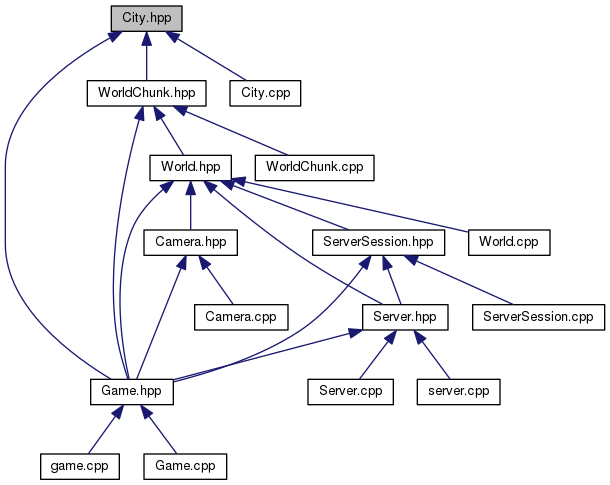 City.hpp
WorldChunk.hpp
City.cpp
World.hpp
WorldChunk.cpp
Camera.hpp
ServerSession.hpp
World.cpp
Camera.cpp
Server.hpp
ServerSession.cpp
Game.hpp
Server.cpp
server.cpp
game.cpp
Game.cpp